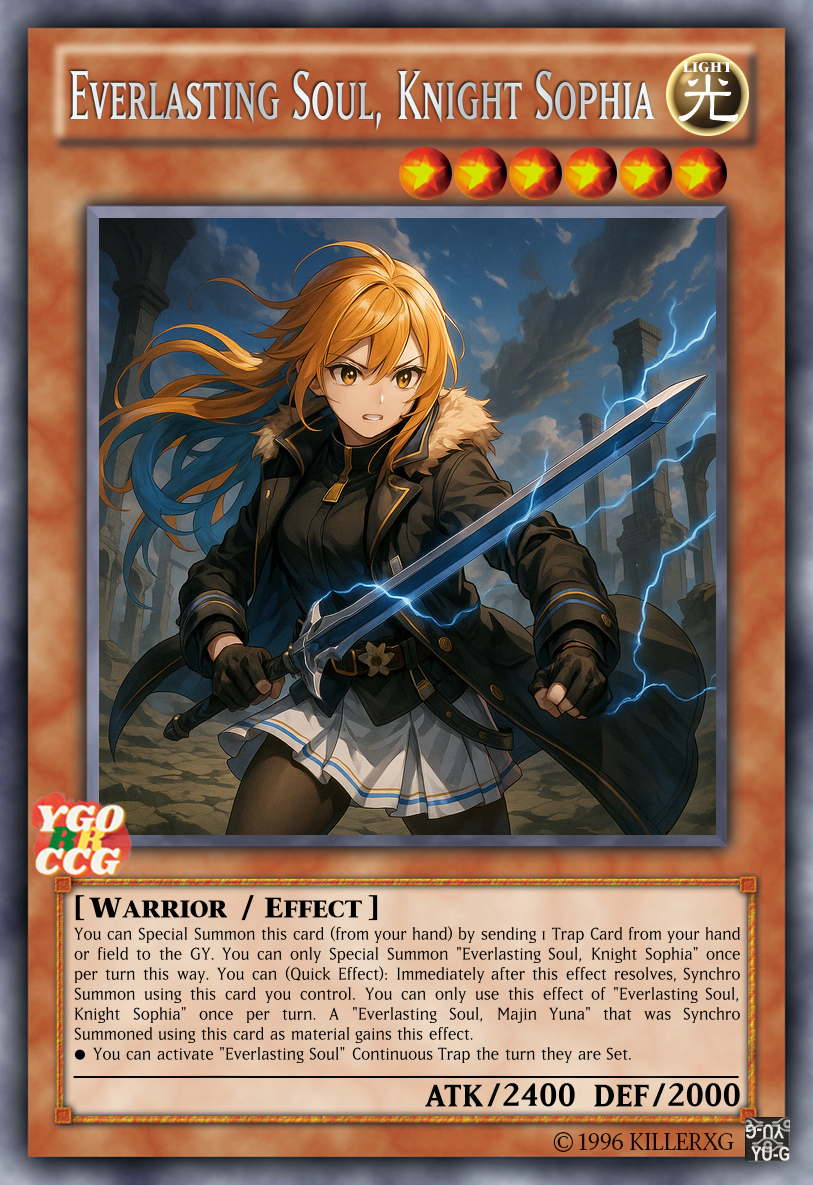 Everlasting Soul, Knight Sophia
LIGHT
光
YGO
BR
CCG
[ Warrior / Effect ]
You can Special Summon this card (from your hand) by sending 1 Trap Card from your hand
or field to the GY. You can only Special Summon "Everlasting Soul, Knight Sophia" once
per turn this way. You can (Quick Effect): Immediately after this effect resolves, Synchro
Summon using this card you control. You can only use this effect of "Everlasting Soul,
Knight Sophia" once per turn. A "Everlasting Soul, Majin Yuna" that was Synchro
Summoned using this card as material gains this effect.
● You can activate "Everlasting Soul" Continuous Trap the turn they are Set.
ATK/2400 DEF/2000
© 1996 KILLERXG
YU-G
YU-G